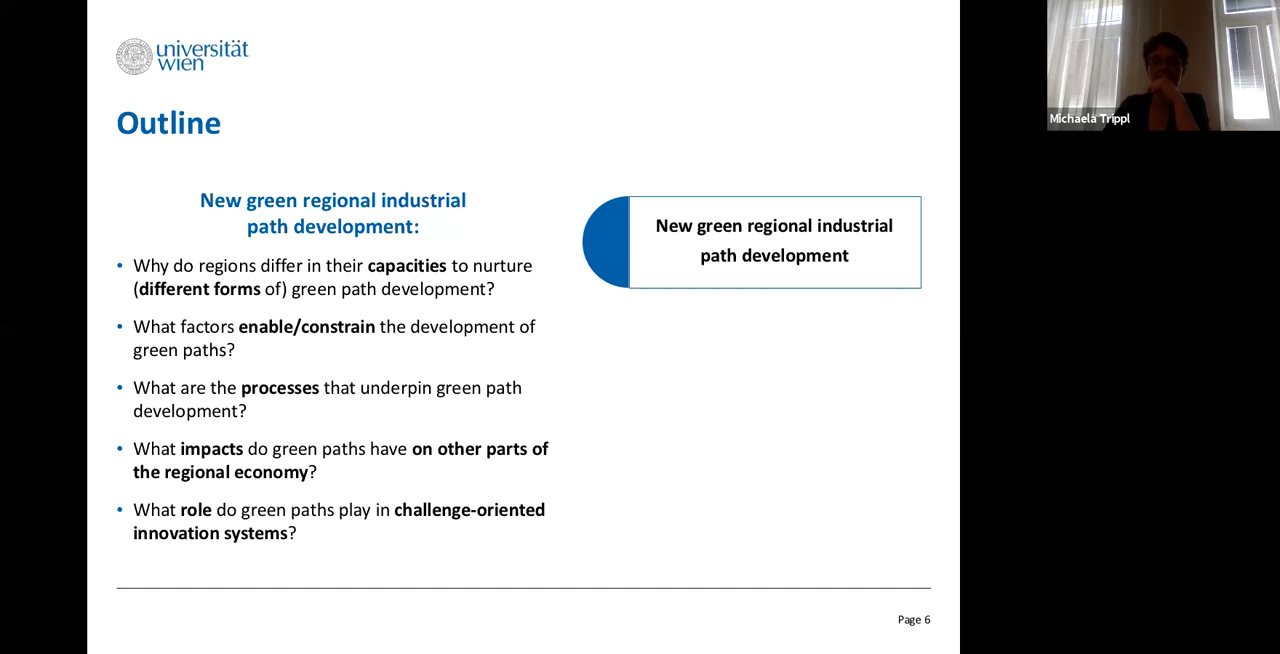 universität
wien
Outline
New green regional industrial
path development:
• Why do regions differ in their capacities to nurture
(different forms of) green path development?
• What factors enable/constrain the development of
green paths?
• What are the processes that underpin green path
development?
• What impacts do green paths have on other parts of
the regional economy?
• What role do green paths play in challenge-oriented
innovation systems?
New green regional industrial
path development
Page 6
Michaela Trippl